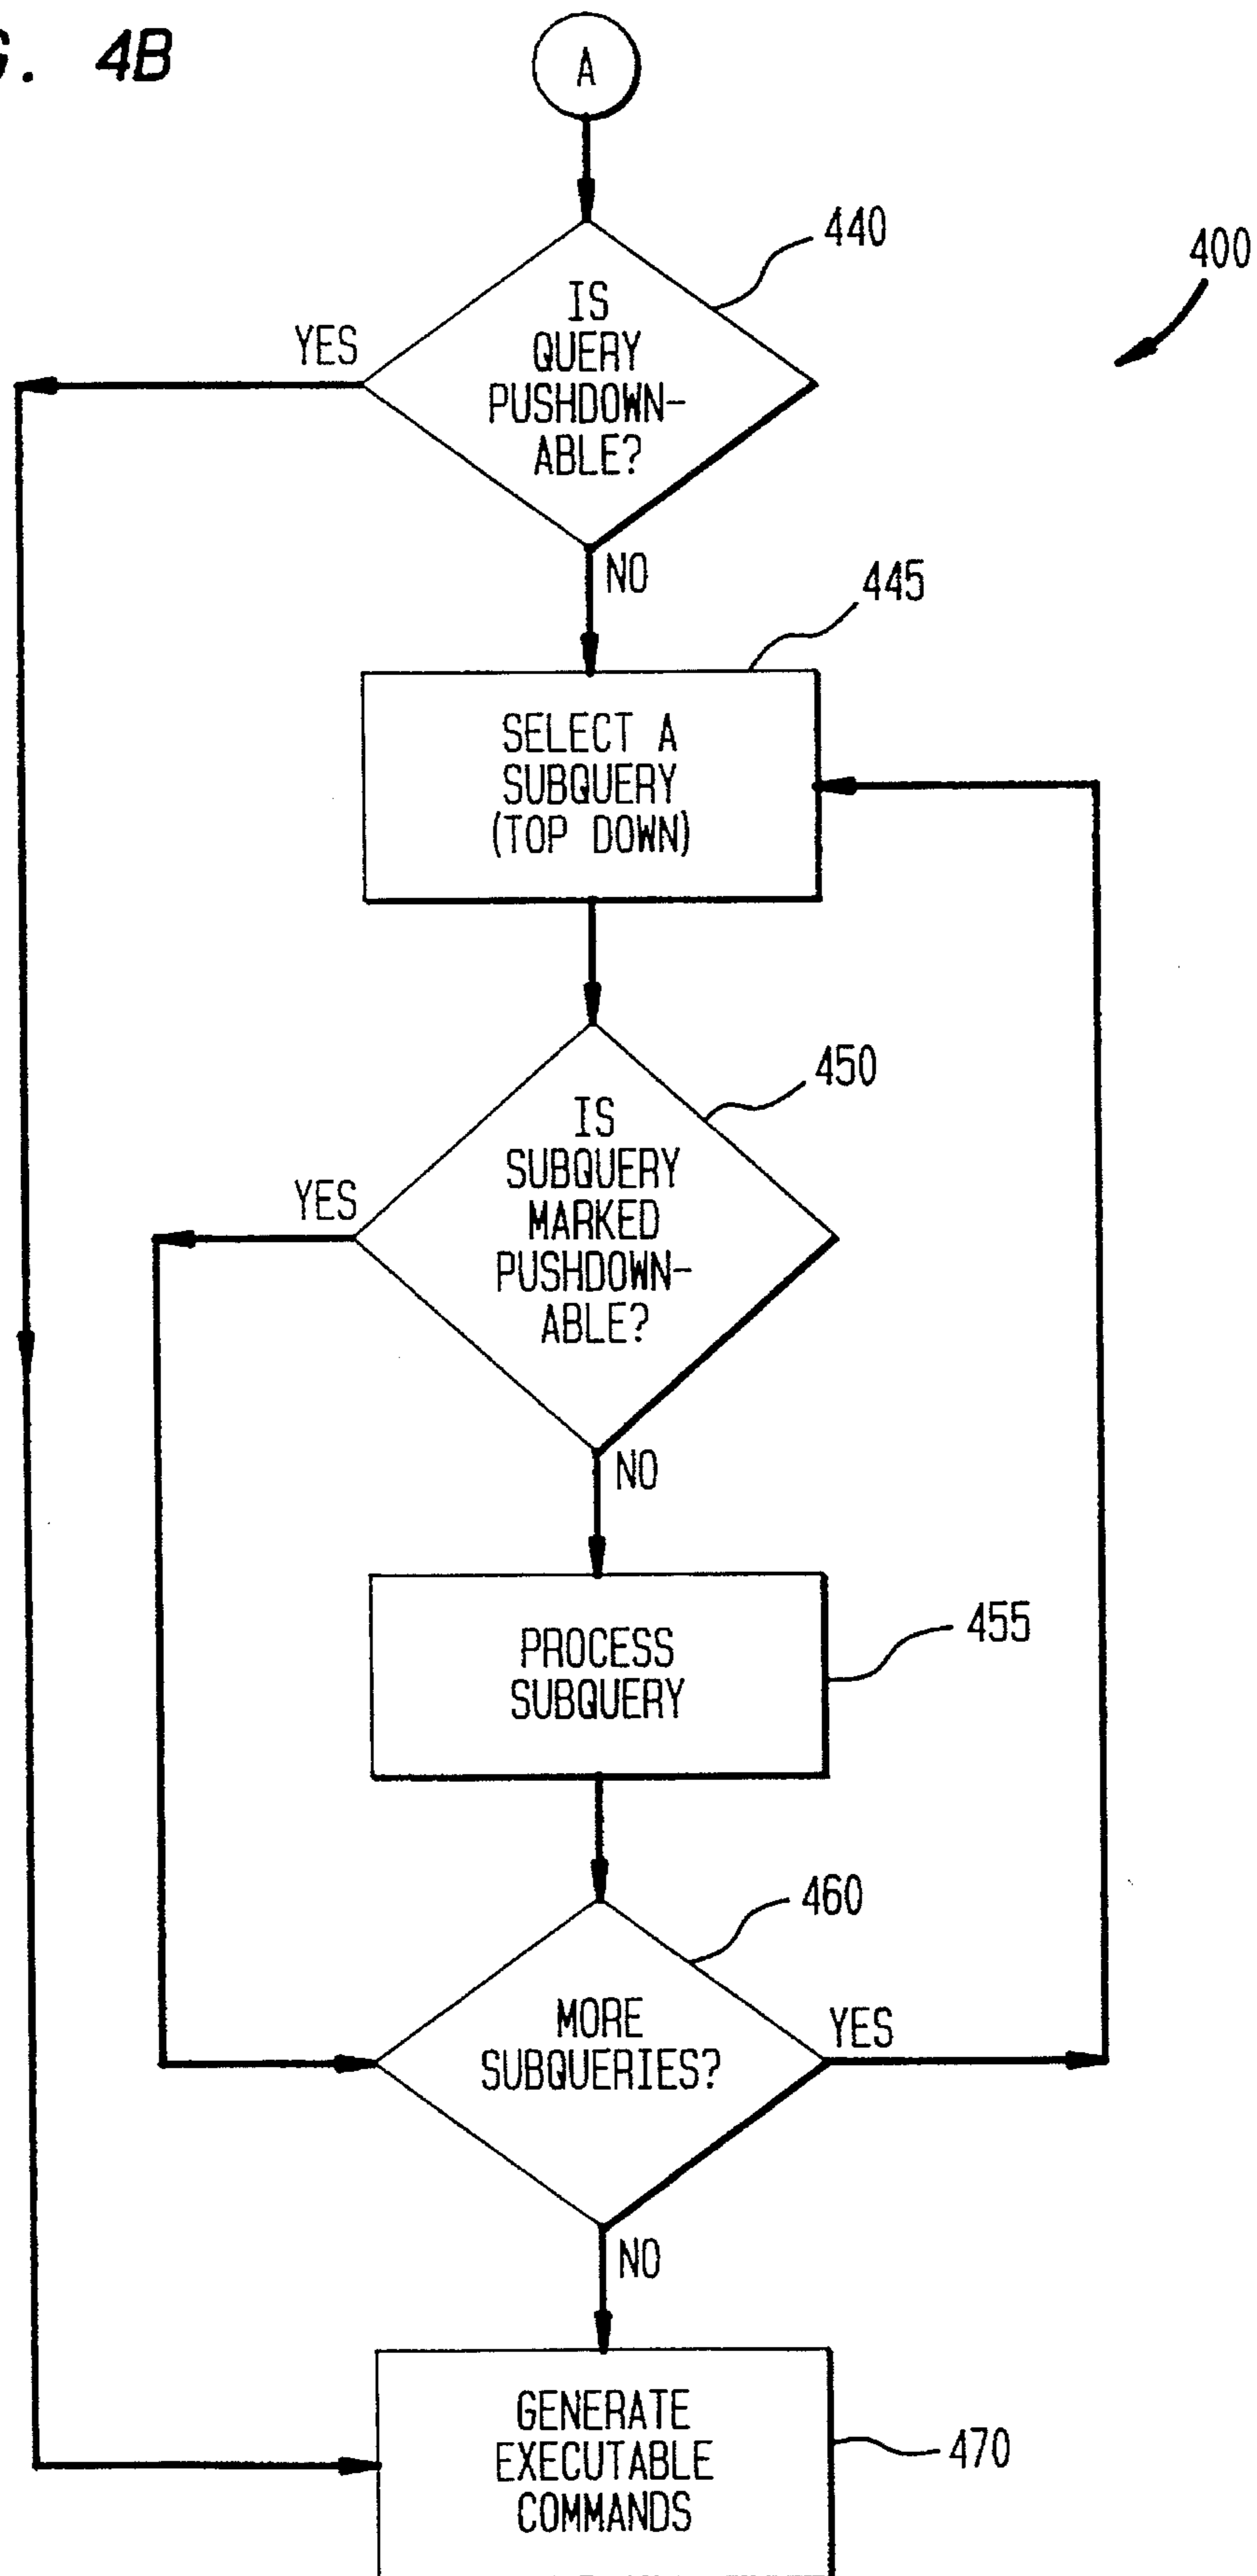 G. 4B
A
440
400
IS
QUERY
PUSHDOWN-
ABLE?
YES
NO
445
SELECT A
SUBQUERY
(TOP DOWN)
450
IS
SUBQUERY
MARKED
PUSHDOWN-
ABLE?
YES
NO
PROCESS
SUBQUERY
455
460
MORE
SUBQUERIES?
YES
NO
GENERATE
EXECUTABLE
COMMANDS
470